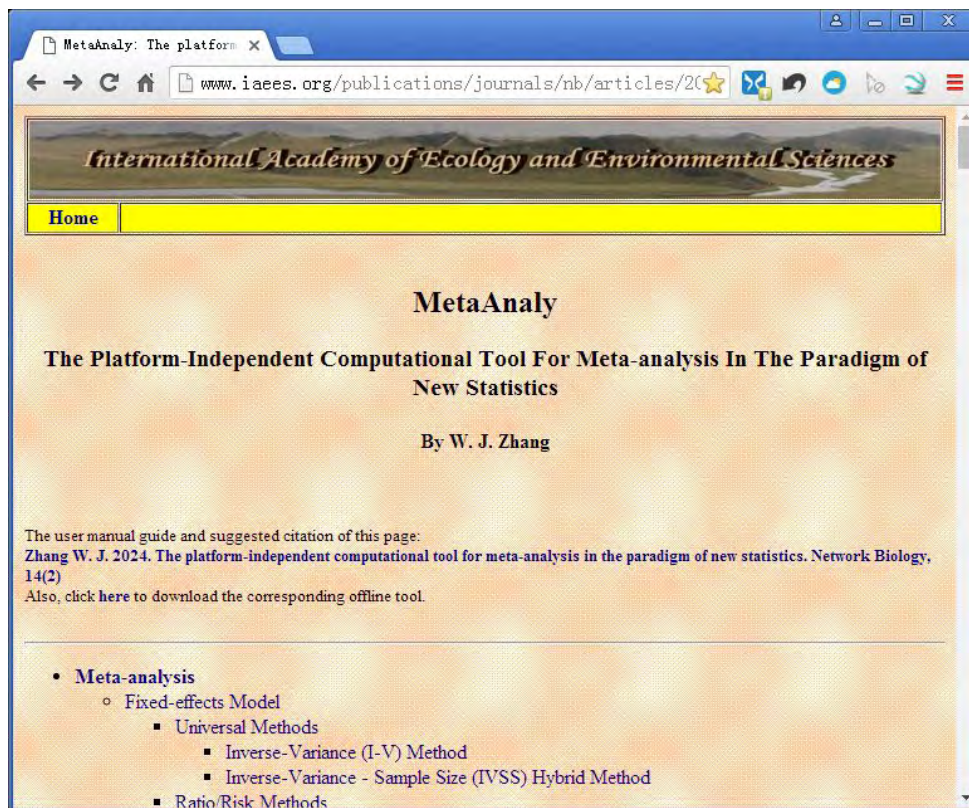 MetaAnaly: The platform
www.iaees.org/publications/journals/nb/articles/20
International Academy of Ecology and Environmental Sciences
Home
MetaAnaly
The Platform-Independent Computational Tool For Meta-analysis In The Paradigm of
New Statistics
By W. J. Zhang
The user manual guide and suggested citation of this page:
Zhang W. J. 2024. The platform-independent computational tool for meta-analysis in the paradigm of new statistics. Network Biology,
14(2)
Also, click here to download the corresponding offline tool.
Meta-analysis
Fixed-effects Model
Universal Methods
Inverse-Variance (I-V) Method
Inverse-Variance - Sample Size (IVSS) Hybrid Method
Ratio/Risk Methods